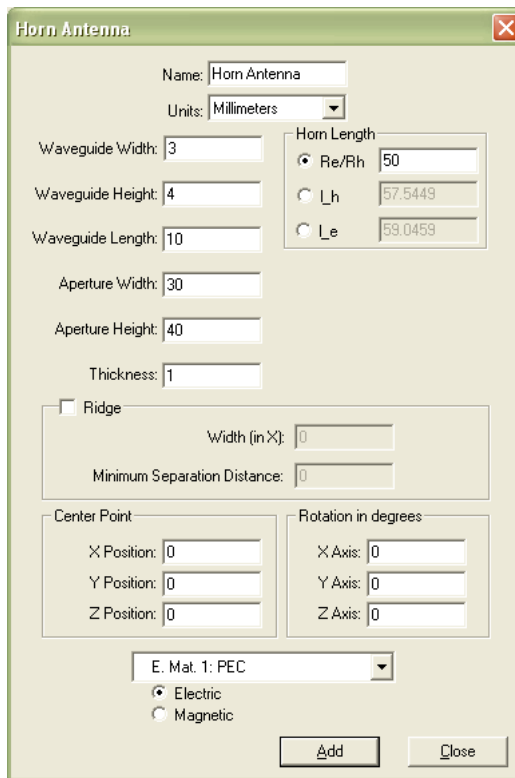 Horn Antenna
Name: Horn Antenna
Units: Millimeters
Waveguide Width: 3
Waveguide Height: 4
Waveguide Length: 10
Aperture Width: 30
Aperture Height: 40
Thickness: 1
Horn Length
Re/Rh 50
l_h 57.5449
l_e 59.0459
Ridge
Width (in X): 0
Minimum Separation Distance: 0
Center Point
X Position: 0
Y Position: 0
Z Position: 0
Rotation in degrees
X Axis: 0
Y Axis: 0
Z Axis: 0
E. Mat. 1: PEC
Electric
Magnetic
Add Close